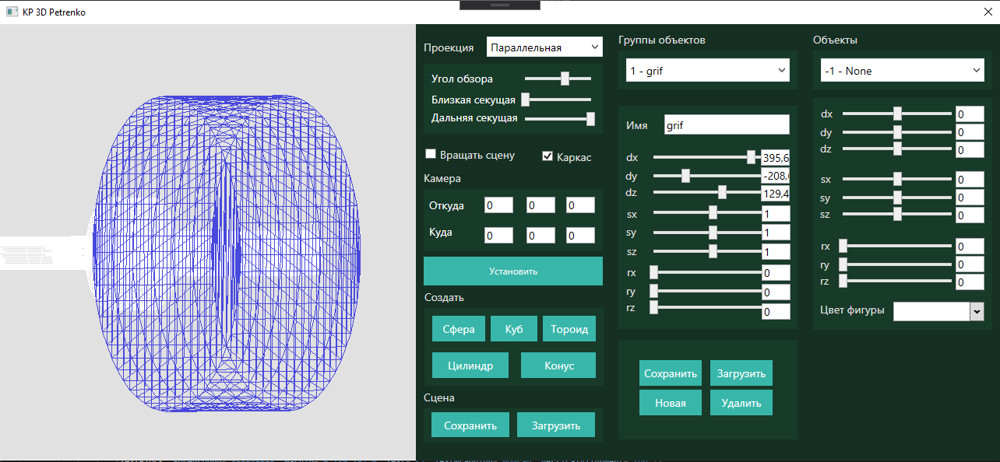 KP 3D Petrenko
Проекция
Параллельная
Угол обзора
Близкая секущая
Дальняя секущая
Вращать сцену
Каркас
Камера
Откуда
0 0 0
Куда
0 0 0
Установить
Создать
Сфера
Куб
Тороид
Цилиндр
Конус
Сцена
Сохранить
Загрузить
Группы объектов
1 - grif
Имя
grif
dx 395,6
dy -208,
dz 129,4
sx 1
sy 1
sz 1
rx 0
ry 0
rz 0
Сохранить
Загрузить
Новая
Удалить
Объекты
-1 - None
dx 0
dy 0
dz 0
sx 0
sy 0
sz 0
rx 0
ry 0
rz 0
Цвет фигуры